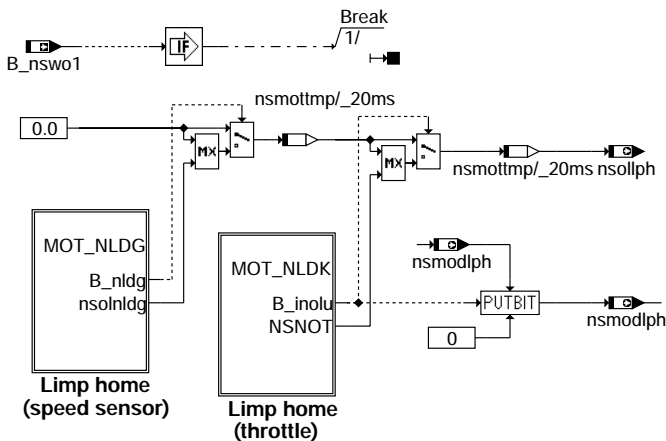 Break
1/
IF
B_nswo1
nsmottmp/_20ms
0.0
MX
MX
nsmottmp/_20ms
nsollph
MOT_NLDG
B_nldg
nsolnldg
MOT_NLDK
B_inolu
NSNOT
nsmodlph
PUTBIT
0
nsmodlph
Limp home
(speed sensor)
Limp home
(throttle)